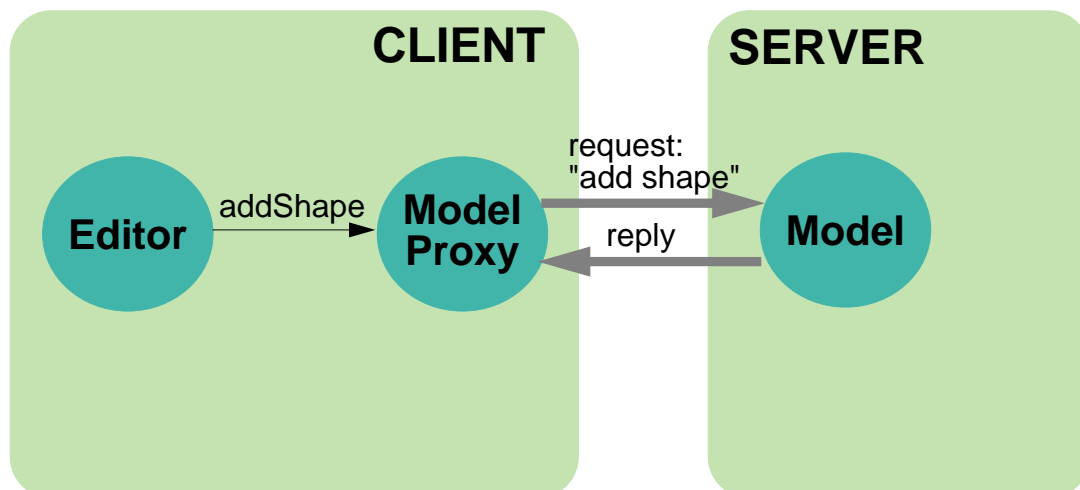 CLIENT
SERVER
Editor
addShape
Model
Proxy
request:
"add shape"
reply
Model